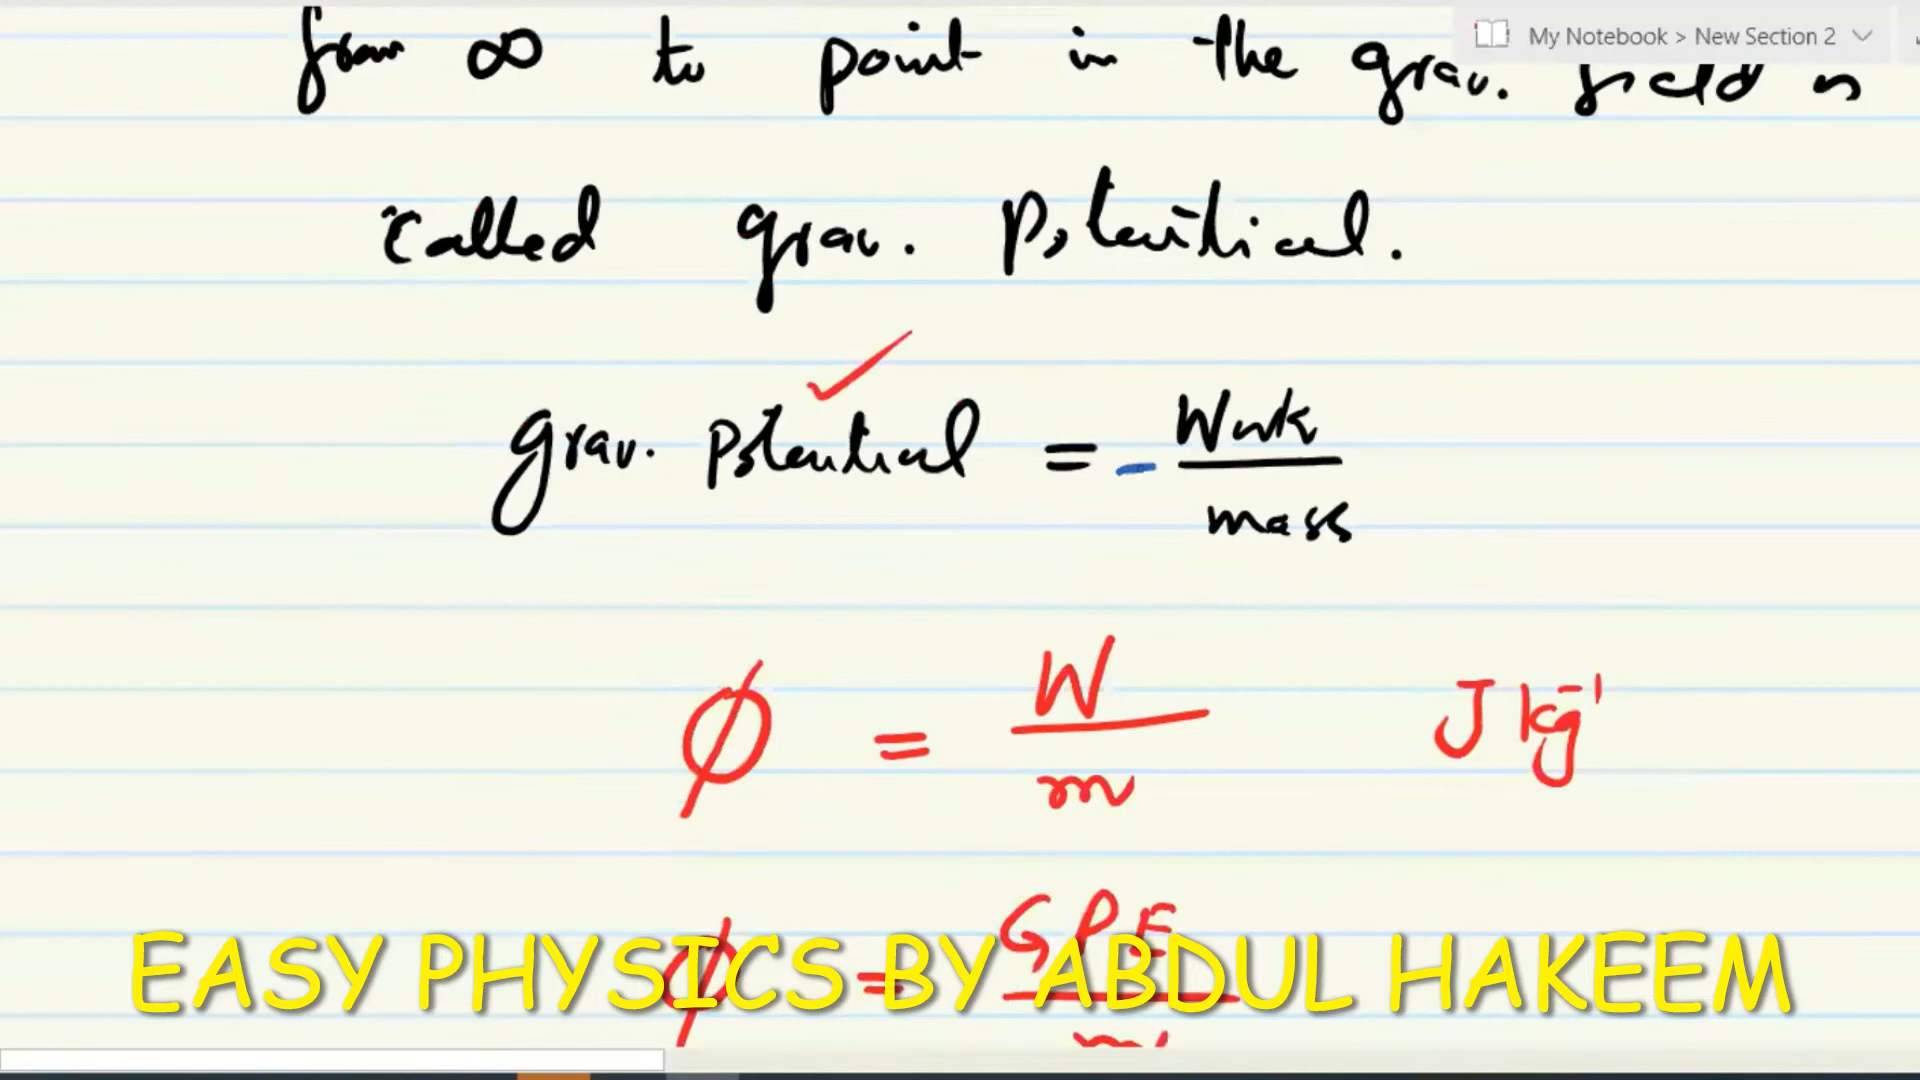 My Notebook > New Section 2
from ∞ to point in the grav. field is
called grav. potential.
grav. potential = - Work / mass
ϕ = W / m J kg⁻¹
ϕ = GPE / m
EASY PHYSICS BY ABDUL HAKEEM